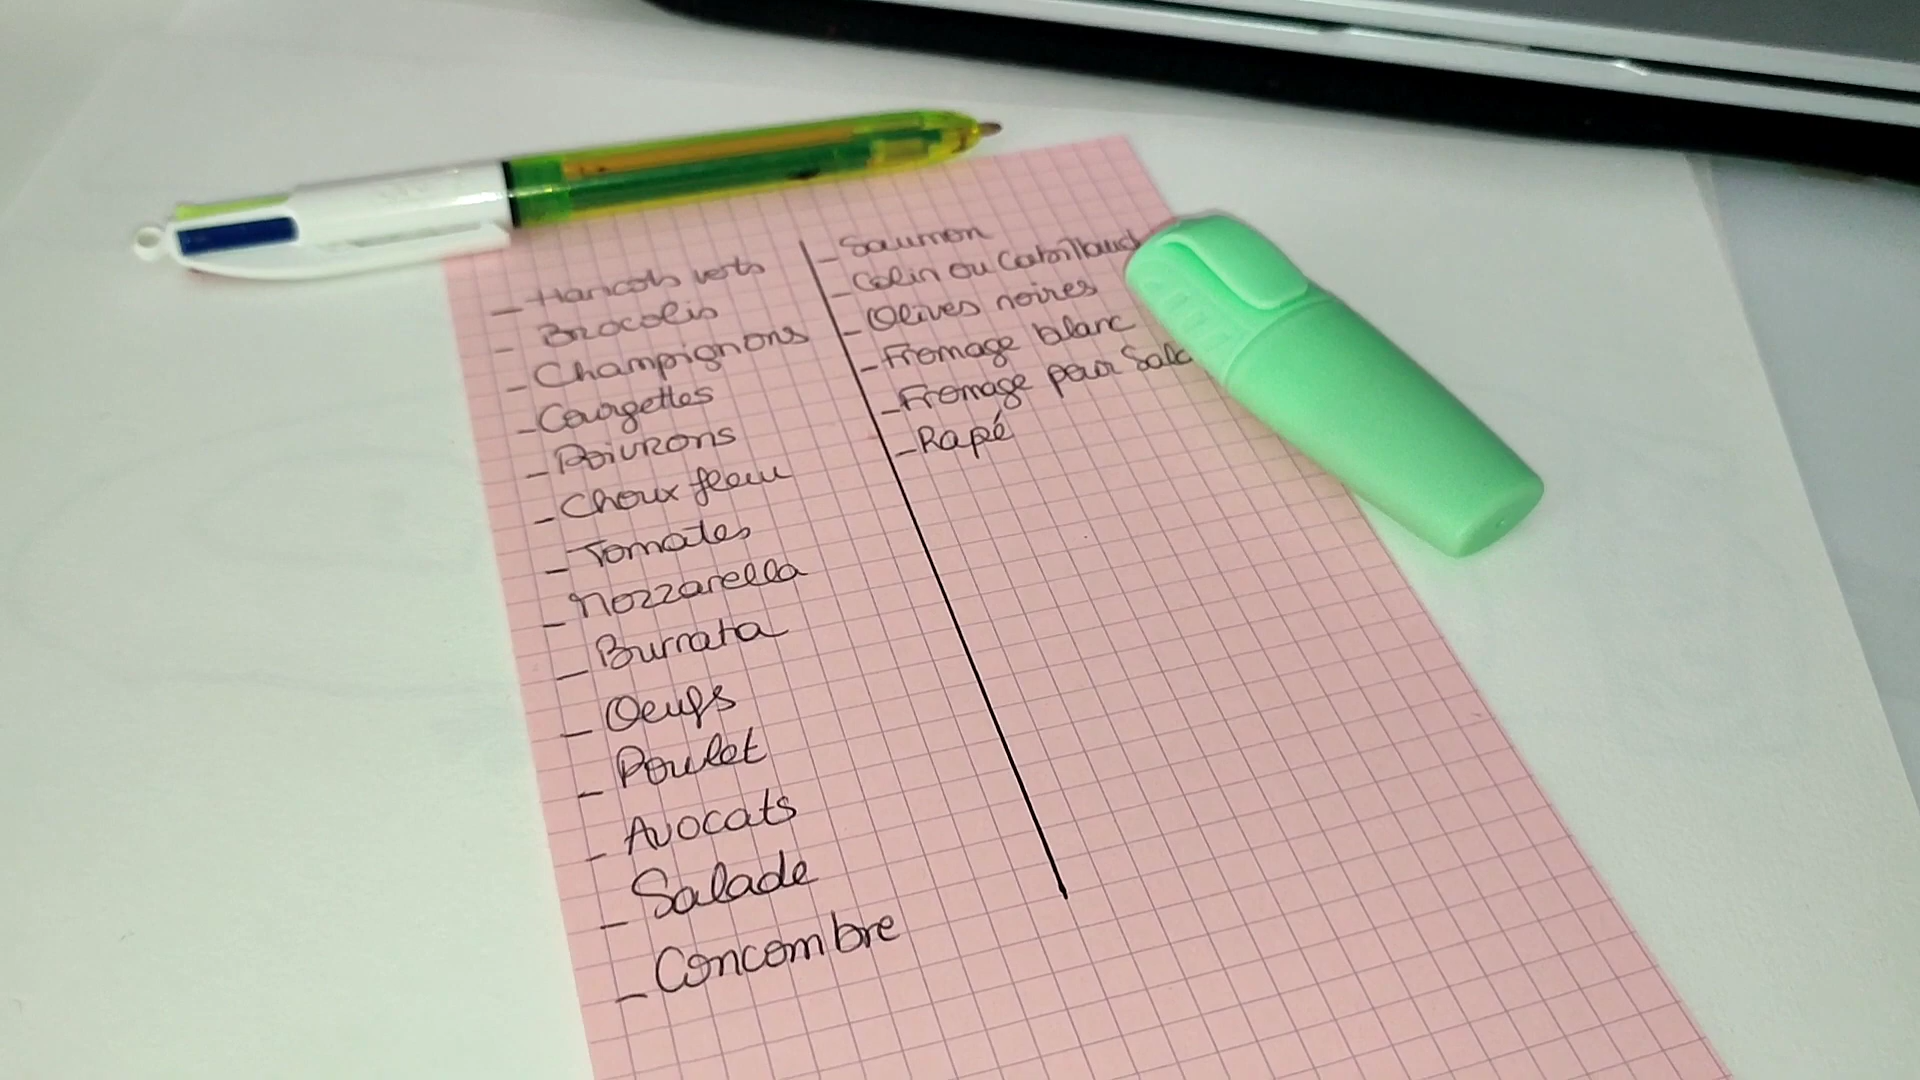 - Haricots verts
- Brocolis
- Champignons
- Courgettes
- Poivrons
- Choux fleur
- Tomates
- Mozzarella
- Burrata
- Oeufs
- Poulet
- Avocats
- Salade
- Concombre
- Saumon
- Colin ou Cabillaud
- Olives noires
- Fromage blanc
- Fromage pour Sala
- Rapé